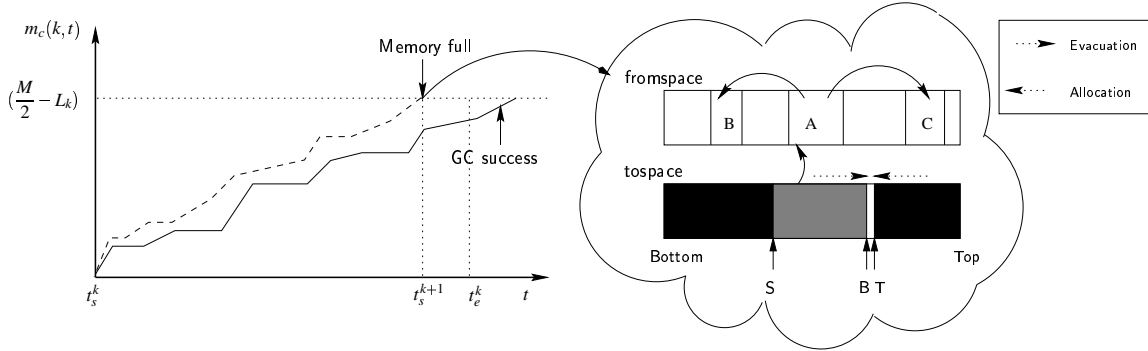 m_c(k,t)
Memory full
(M/2 − L_k)
GC success
t_s^k
t_s^{k+1}
t_e^k
t
fromspace
B
A
C
tospace
Bottom
Top
S
B
T
Evacuation
Allocation